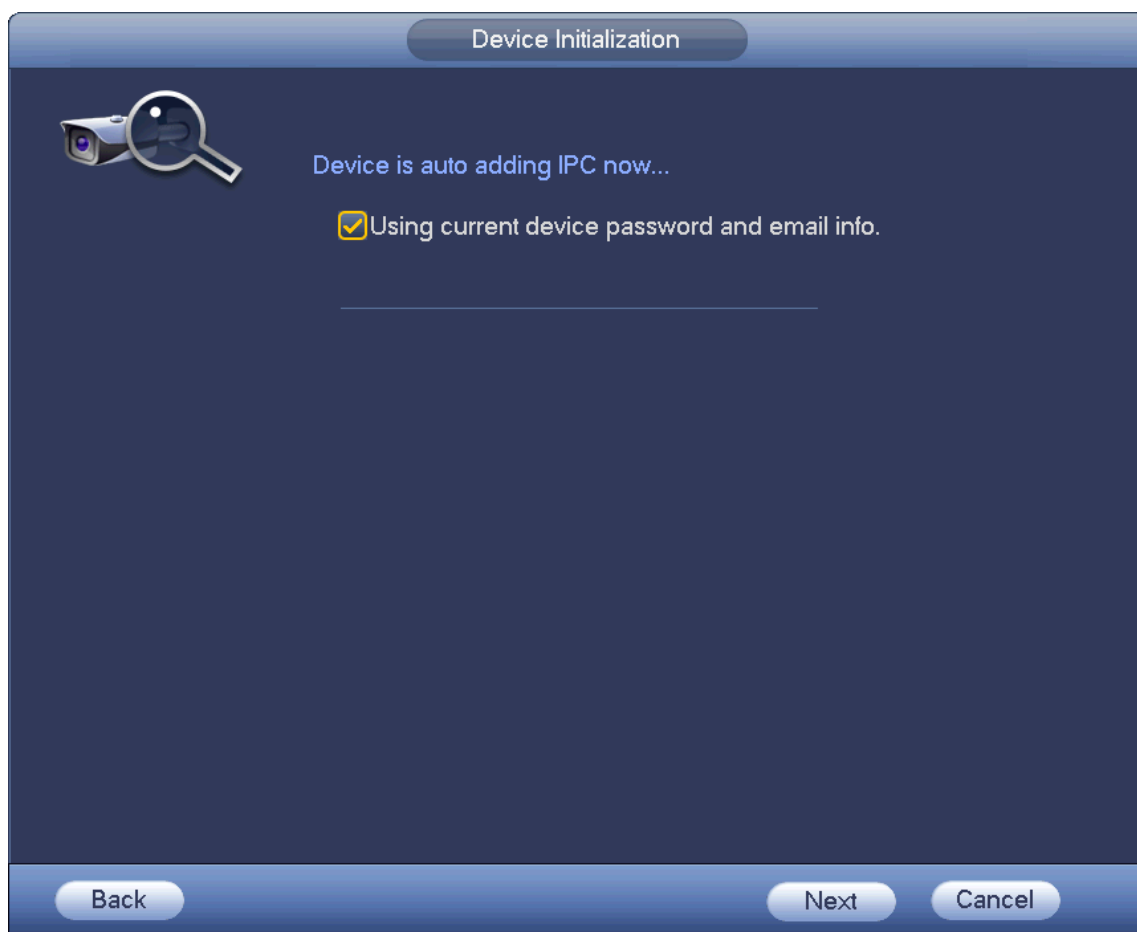 Device Initialization
Device is auto adding IPC now...
Using current device password and email info.
Back
Next
Cancel